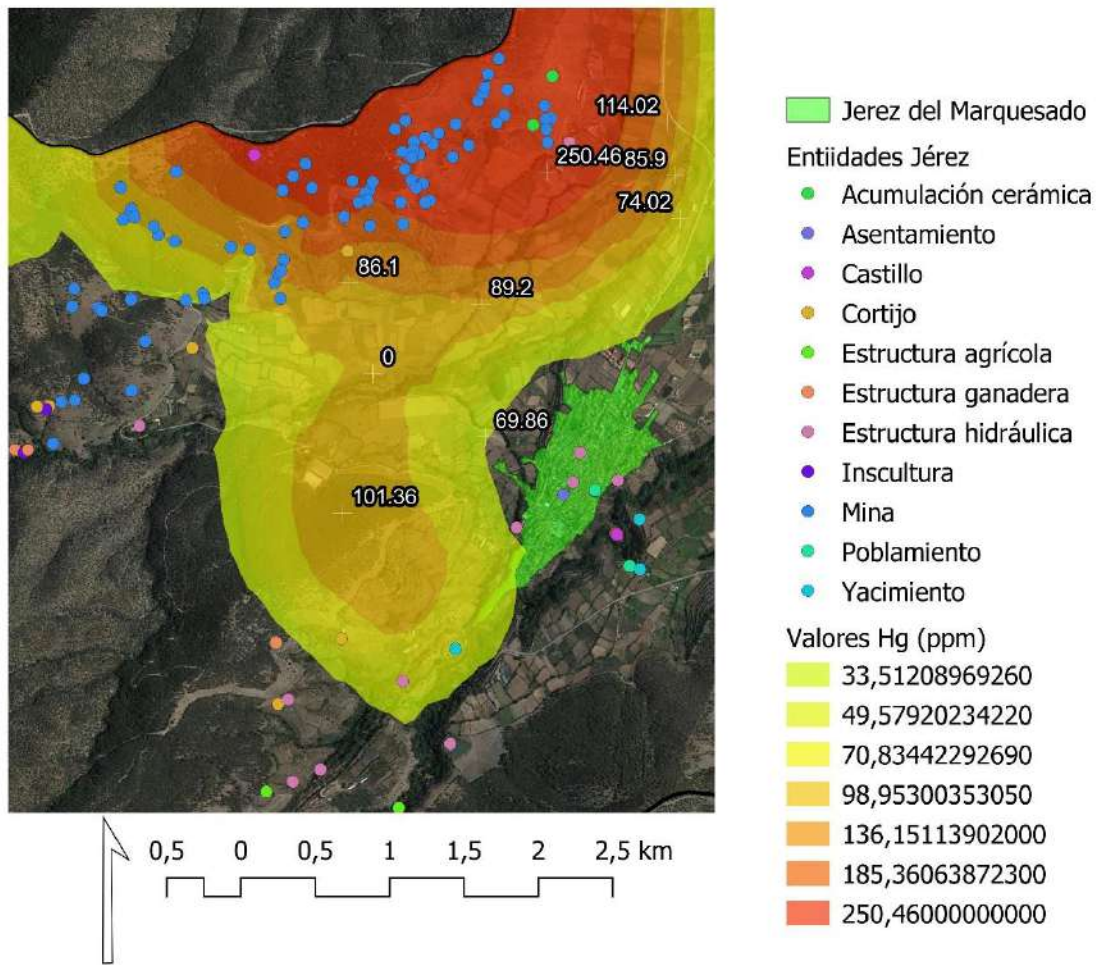 114.02
250.46
85.9
74.02
86.1
89.2
0
69.86
101.36
0,5 0 0,5 1 1,5 2 2,5 km
Jerez del Marquesado
Entiidades Jérez
Acumulación cerámica
Asentamiento
Castillo
Cortijo
Estructura agrícola
Estructura ganadera
Estructura hidráulica
Inscultura
Mina
Poblamiento
Yacimiento
Valores Hg (ppm)
33,51208969260
49,57920234220
70,83442292690
98,95300353050
136,15113902000
185,36063872300
250,46000000000